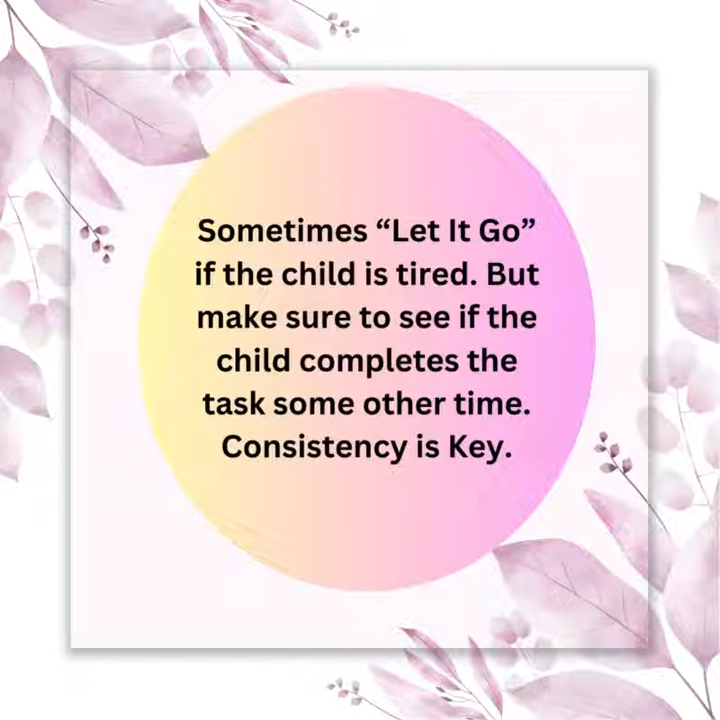 Sometimes “Let It Go”
if the child is tired. But
make sure to see if the
child completes the
task some other time.
Consistency is Key.